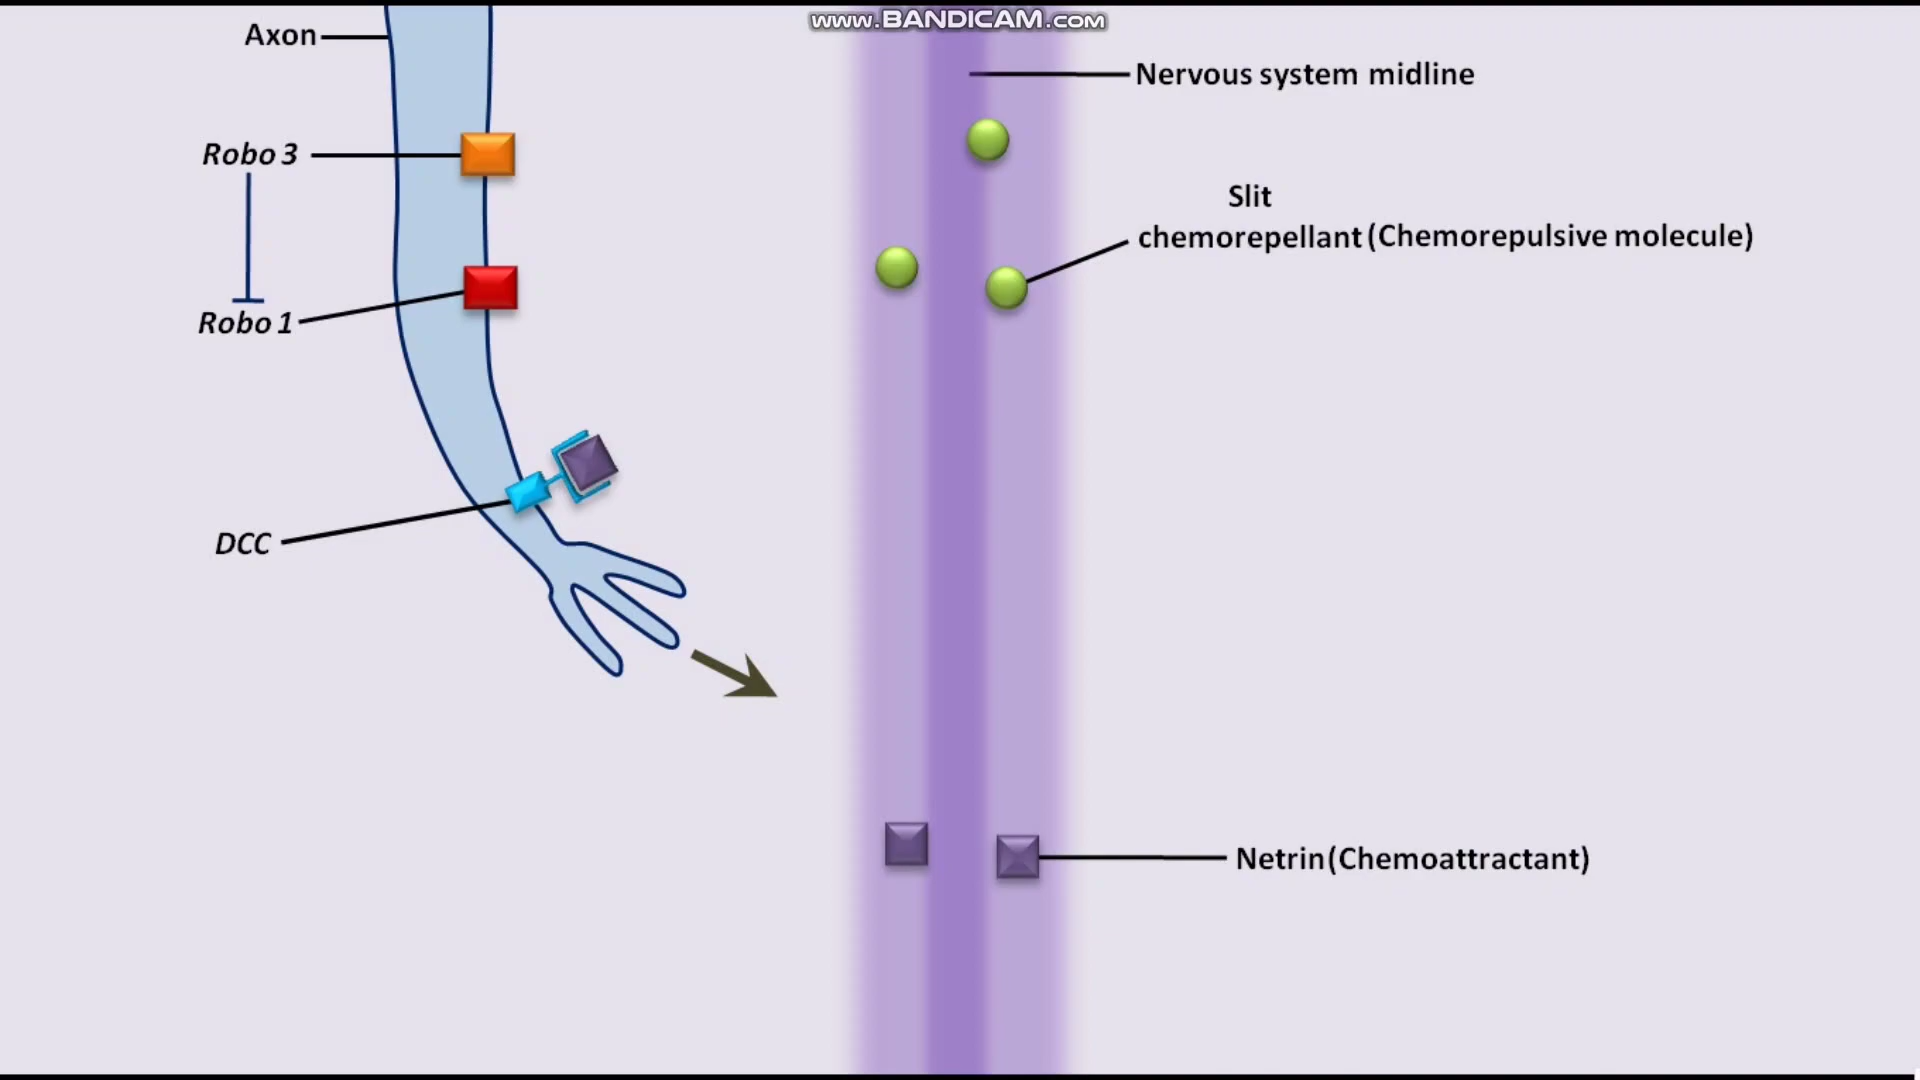 www.BANDICAM.com
Axon
Nervous system midline
Robo 3
Slit
chemorepellant (Chemorepulsive molecule)
Robo 1
DCC
Netrin (Chemoattractant)